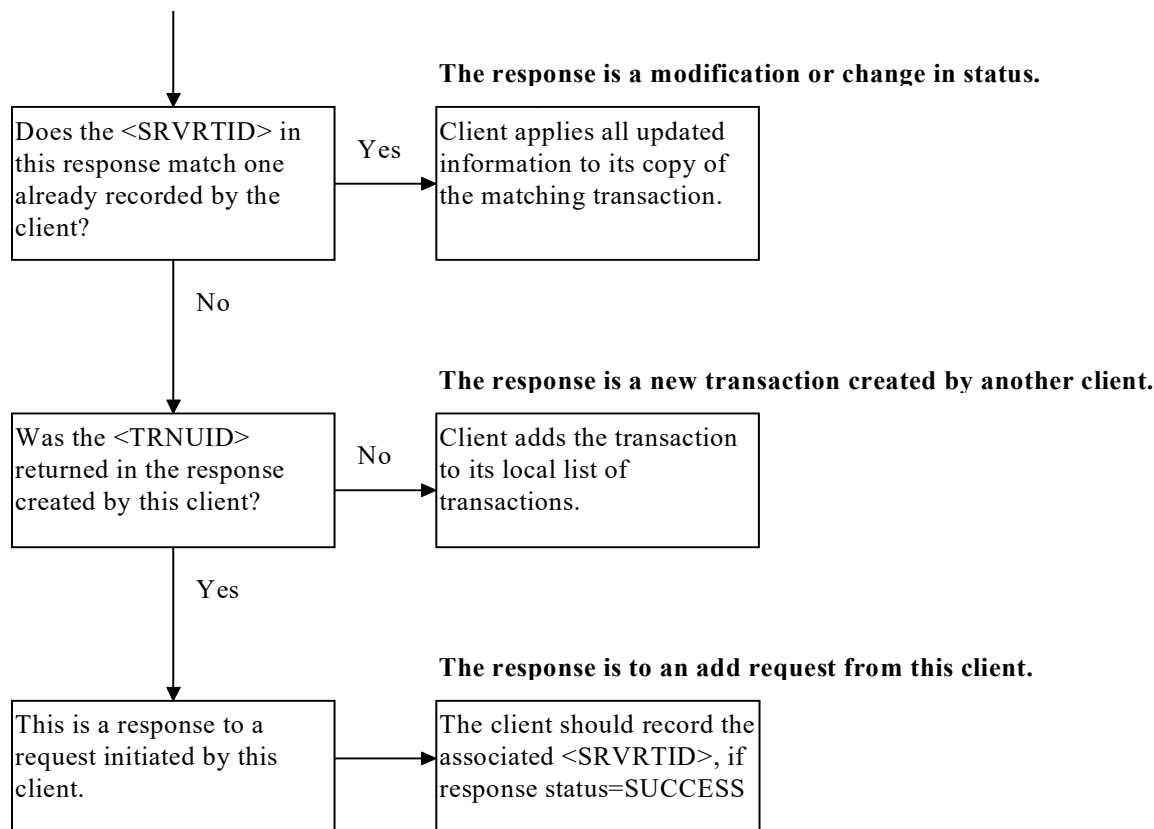 The response is a modification or change in status.
Does the <SRVRTID> in
this response match one
already recorded by the
client?
Yes
Client applies all updated
information to its copy of
the matching transaction.
No
The response is a new transaction created by another client.
Was the <TRNUID>
returned in the response
created by this client?
No
Client adds the transaction
to its local list of
transactions.
Yes
The response is to an add request from this client.
This is a response to a
request initiated by this
client.
The client should record the
associated <SRVRTID>, if
response status=SUCCESS